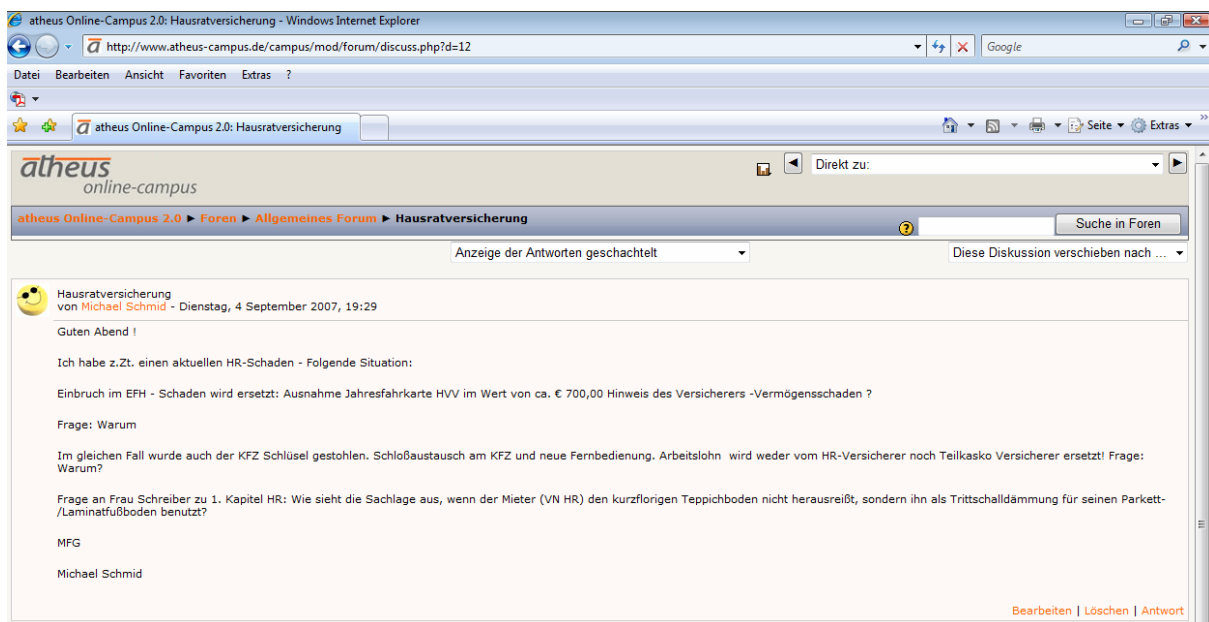 atheus Online-Campus 2.0: Hausratversicherung - Windows Internet Explorer
http://www.atheus-campus.de/campus/mod/forum/discuss.php?d=12
Google
Datei Bearbeiten Ansicht Favoriten Extras ?
atheus Online-Campus 2.0: Hausratversicherung
Seite Extras
atheus
online-campus
Direkt zu:
atheus Online-Campus 2.0 ► Foren ► Allgemeines Forum ► Hausratversicherung
Suche in Foren
Anzeige der Antworten geschachtelt
Diese Diskussion verschieben nach ...
Hausratversicherung
von Michael Schmid - Dienstag, 4 September 2007, 19:29
Guten Abend !
Ich habe z.Zt. einen aktuellen HR-Schaden - Folgende Situation:
Einbruch im EFH - Schaden wird ersetzt: Ausnahme Jahresfahrkarte HVV im Wert von ca. € 700,00 Hinweis des Versicherers -Vermögensschaden ?
Frage: Warum
Im gleichen Fall wurde auch der KFZ Schlüsel gestohlen. Schloßaustausch am KFZ und neue Fernbedienung. Arbeitslohn wird weder vom HR-Versicherer noch Teilkasko Versicherer ersetzt! Frage:
Warum?
Frage an Frau Schreiber zu 1. Kapitel HR: Wie sieht die Sachlage aus, wenn der Mieter (VN HR) den kurzflorigen Teppichboden nicht herausreißt, sondern ihn als Trittschalldämmung für seinen Parkett-
/Laminatfußboden benutzt?
MFG
Michael Schmid
Bearbeiten | Löschen | Antwort